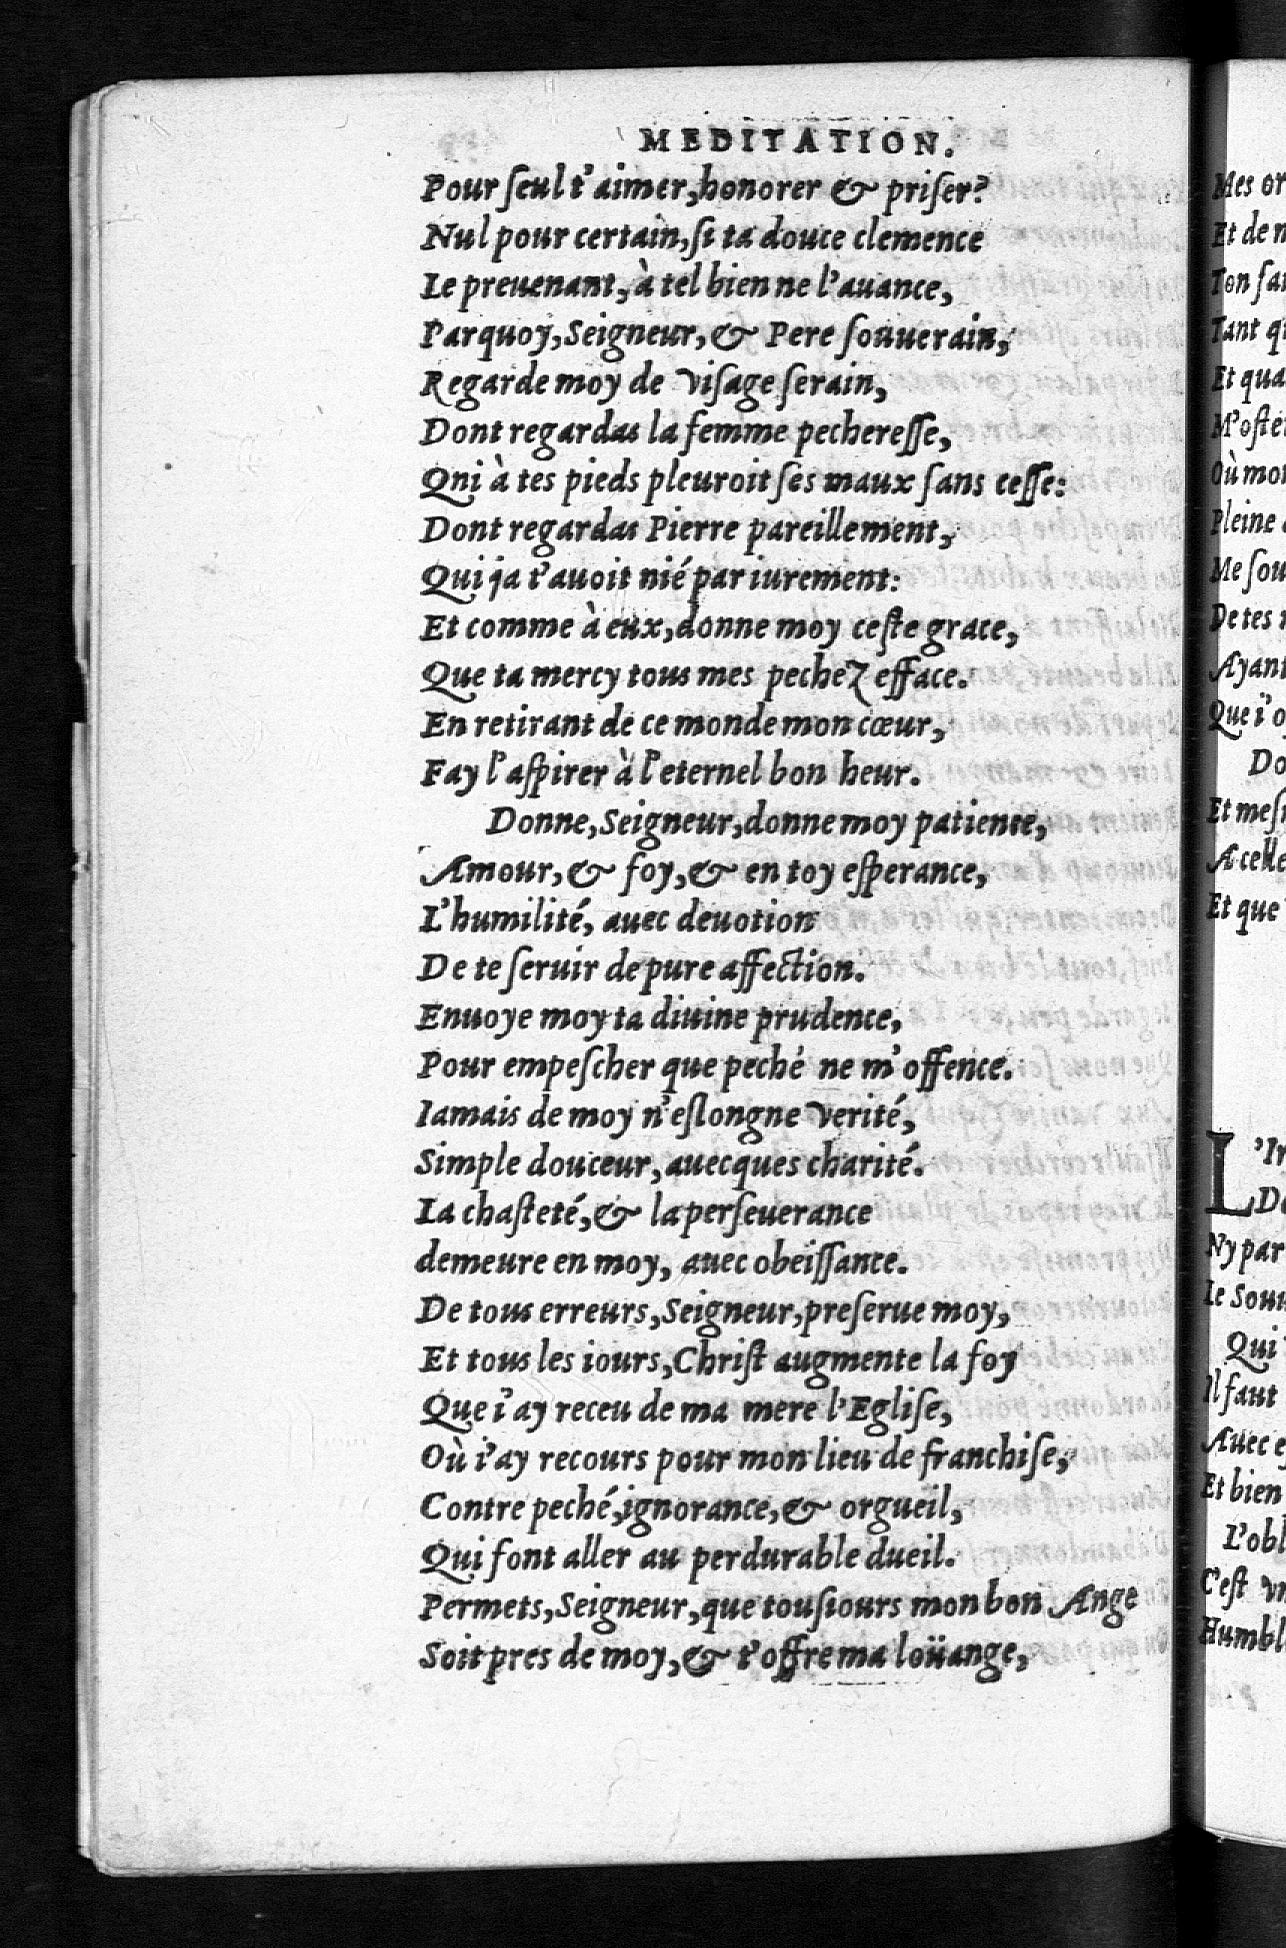 MEDITATION.
Pour ſeul t'aimer, honorer & priſer?
Nul pour certain, ſi ta douce clemence
Le preuenant, à tel bien ne l'auance,
Parquoy, Seigneur, & Pere ſouuerain,
Regarde moy de viſage ſerain,
Dont regardas la femme pechereſſe,
Qni à tes pieds pleuroit ſes maux ſans ceſſe:
Dont regardas Pierre pareillement,
Qui ja t'auoit nié par iurement:
Et comme à eux, donne moy ceſte grace,
Que ta mercy tous mes pechez efface.
En retirant de ce monde mon cœur,
Fay l'aſpirer à l'eternel bon heur.
Donne, Seigneur, donne moy patience,
Amour, & foy, & en toy eſperance,
L'humilité, auec deuotion
De te ſeruir de pure affection.
Enuoye moy ta diuine prudence,
Pour empeſcher que peché ne m'offence.
Iamais de moy n'eſlongne verité,
Simple douceur, auecques charité.
La chaſteté, & la perſeuerance
demeure en moy, auec obeiſſance.
De tous erreurs, Seigneur, preſerue moy,
Et tous les iours, Chriſt augmente la foy
Que i'ay receu de ma mere l'Egliſe,
Où i'ay recours pour mon lieu de franchiſe,
Contre peché, ignorance, & orgueil,
Qui font aller au perdurable dueil.
Permets, Seigneur, que touſiours mon bon Ange
Soit pres de moy, & t'offre ma loüange,
Mes or
Et de
Ton
Tant
Et qua
M'oſte
Où mo
Pleine
Me ſou
De tes
Ayant
Que i'o
Do
Et meſ
A celle
Et que
L'I
D
Ny par
Le Sou
Qui
Il faut
Auec
Et bien
L'obl
C'eſt vn
Humbl